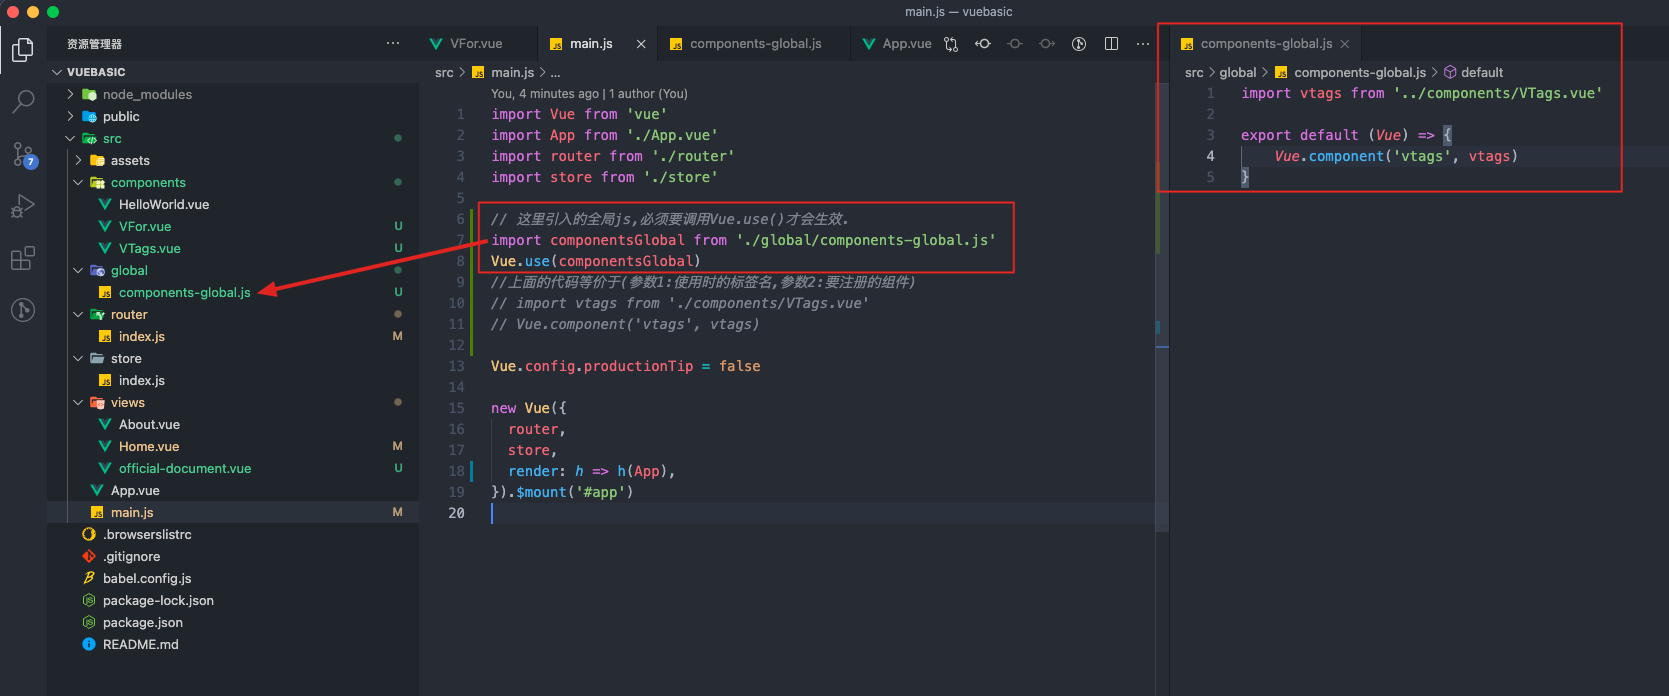 main.js — vuebasic
资源管理器
VUEBASIC
node_modules
public
src
assets
components
HelloWorld.vue
VFor.vue U
VTags.vue U
global
components-global.js U
router
index.js M
store
index.js
views
About.vue
Home.vue M
official-document.vue U
App.vue
main.js M
.browserslistrc
.gitignore
babel.config.js
package-lock.json
package.json
README.md
7
VFor.vue
JS main.js
JS components-global.js
App.vue
src > JS main.js > ...
You, 4 minutes ago | 1 author (You)
1 import Vue from 'vue'
2 import App from './App.vue'
3 import router from './router'
4 import store from './store'
5
6 // 这里引入的全局js,必须要调用Vue.use()才会生效.
7 import componentsGlobal from './global/components-global.js'
8 Vue.use(componentsGlobal)
9 //上面的代码等价于(参数1:使用时的标签名,参数2:要注册的组件)
10 // import vtags from './components/VTags.vue'
11 // Vue.component('vtags', vtags)
12
13 Vue.config.productionTip = false
14
15 new Vue({
16 router,
17 store,
18 render: h => h(App),
19 }).$mount('#app')
20
JS components-global.js
src > global > JS components-global.js > default
1 import vtags from '../components/VTags.vue'
2
3 export default (Vue) => {
4 Vue.component('vtags', vtags)
5 }